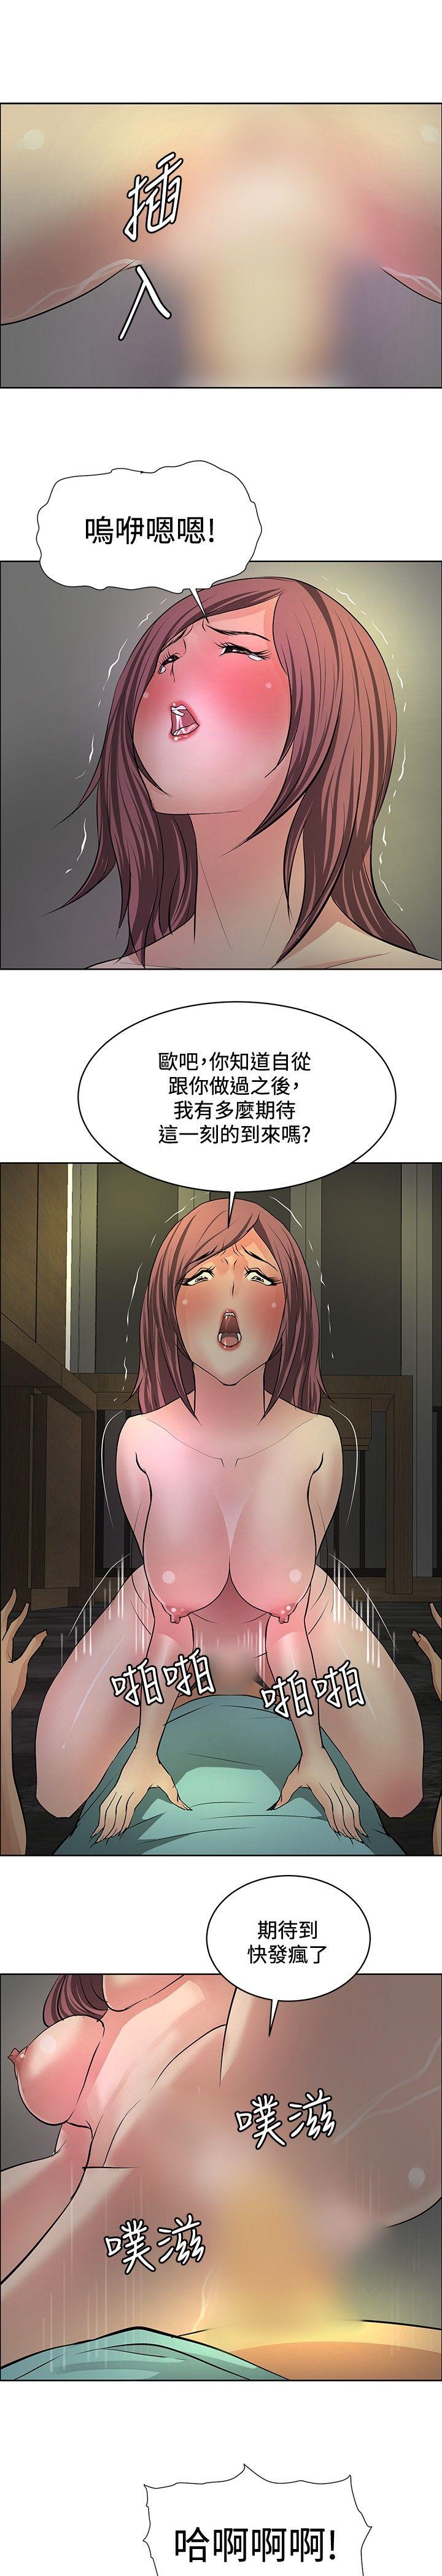 插
入
嗚咿嗯嗯!
歐吧,你知道自從
跟你做過之後,
我有多麼期待
這一刻的到來嗎?
啪啪
啪啪
期待到
快發瘋了
噗滋
噗滋
哈啊啊啊!